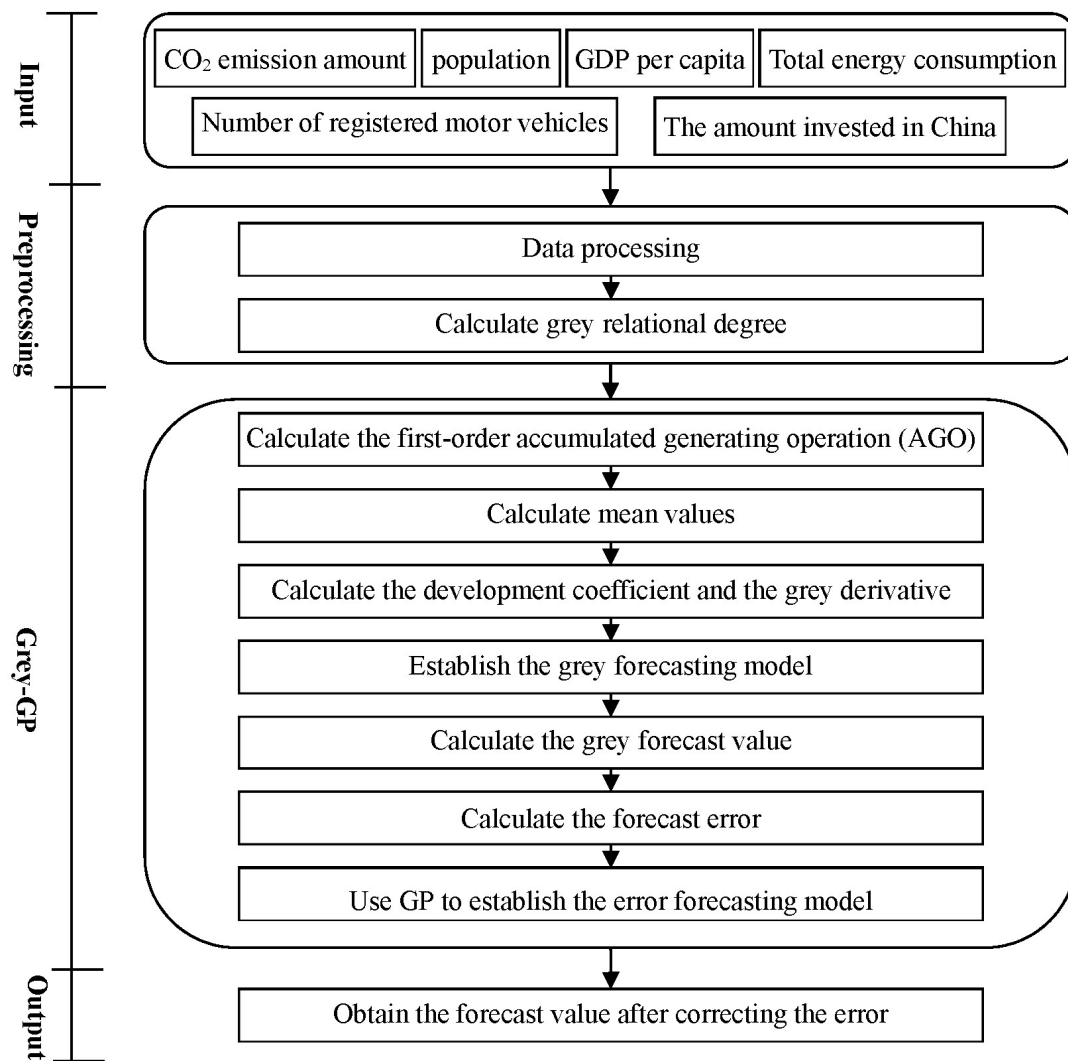 Input
CO₂ emission amount
population
GDP per capita
Total energy consumption
Number of registered motor vehicles
The amount invested in China
Preprocessing
Data processing
Calculate grey relational degree
Grey-GP
Calculate the first-order accumulated generating operation (AGO)
Calculate mean values
Calculate the development coefficient and the grey derivative
Establish the grey forecasting model
Calculate the grey forecast value
Calculate the forecast error
Use GP to establish the error forecasting model
Output
Obtain the forecast value after correcting the error